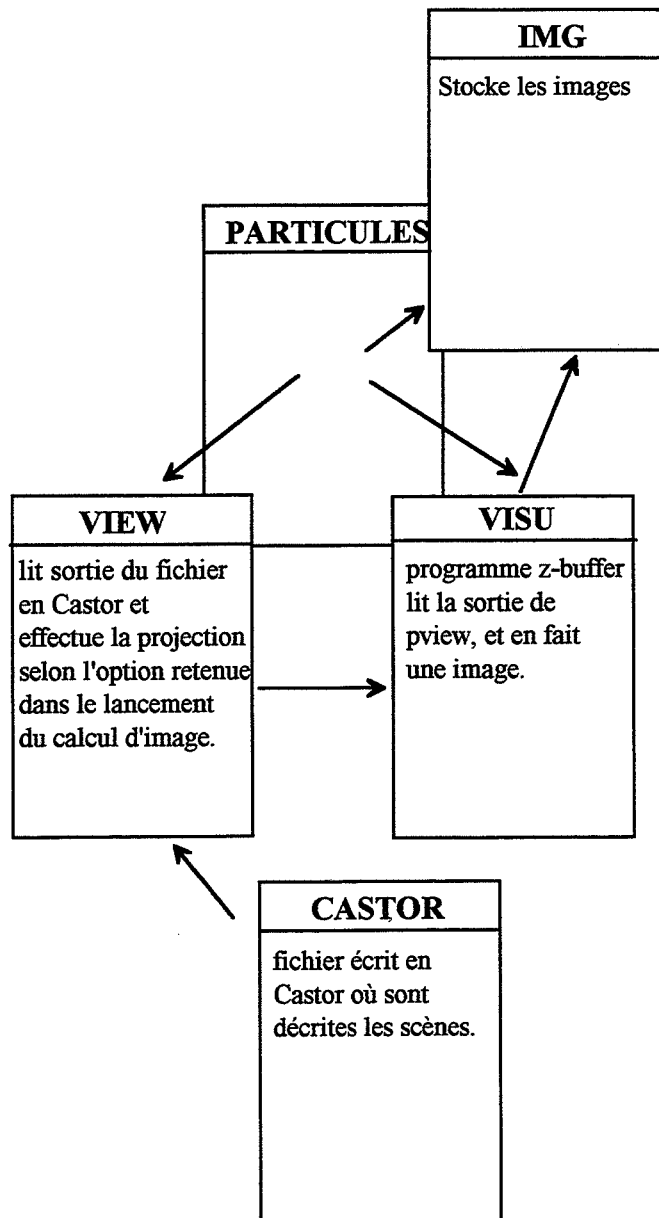 IMG
Stocke les images
PARTICULES
VIEW
lit sortie du fichier
en Castor et
effectue la projection
selon l'option retenue
dans le lancement
du calcul d'image.
VISU
programme z-buffer
lit la sortie de
pview, et en fait
une image.
CASTOR
fichier écrit en
Castor où sont
décrites les scènes.